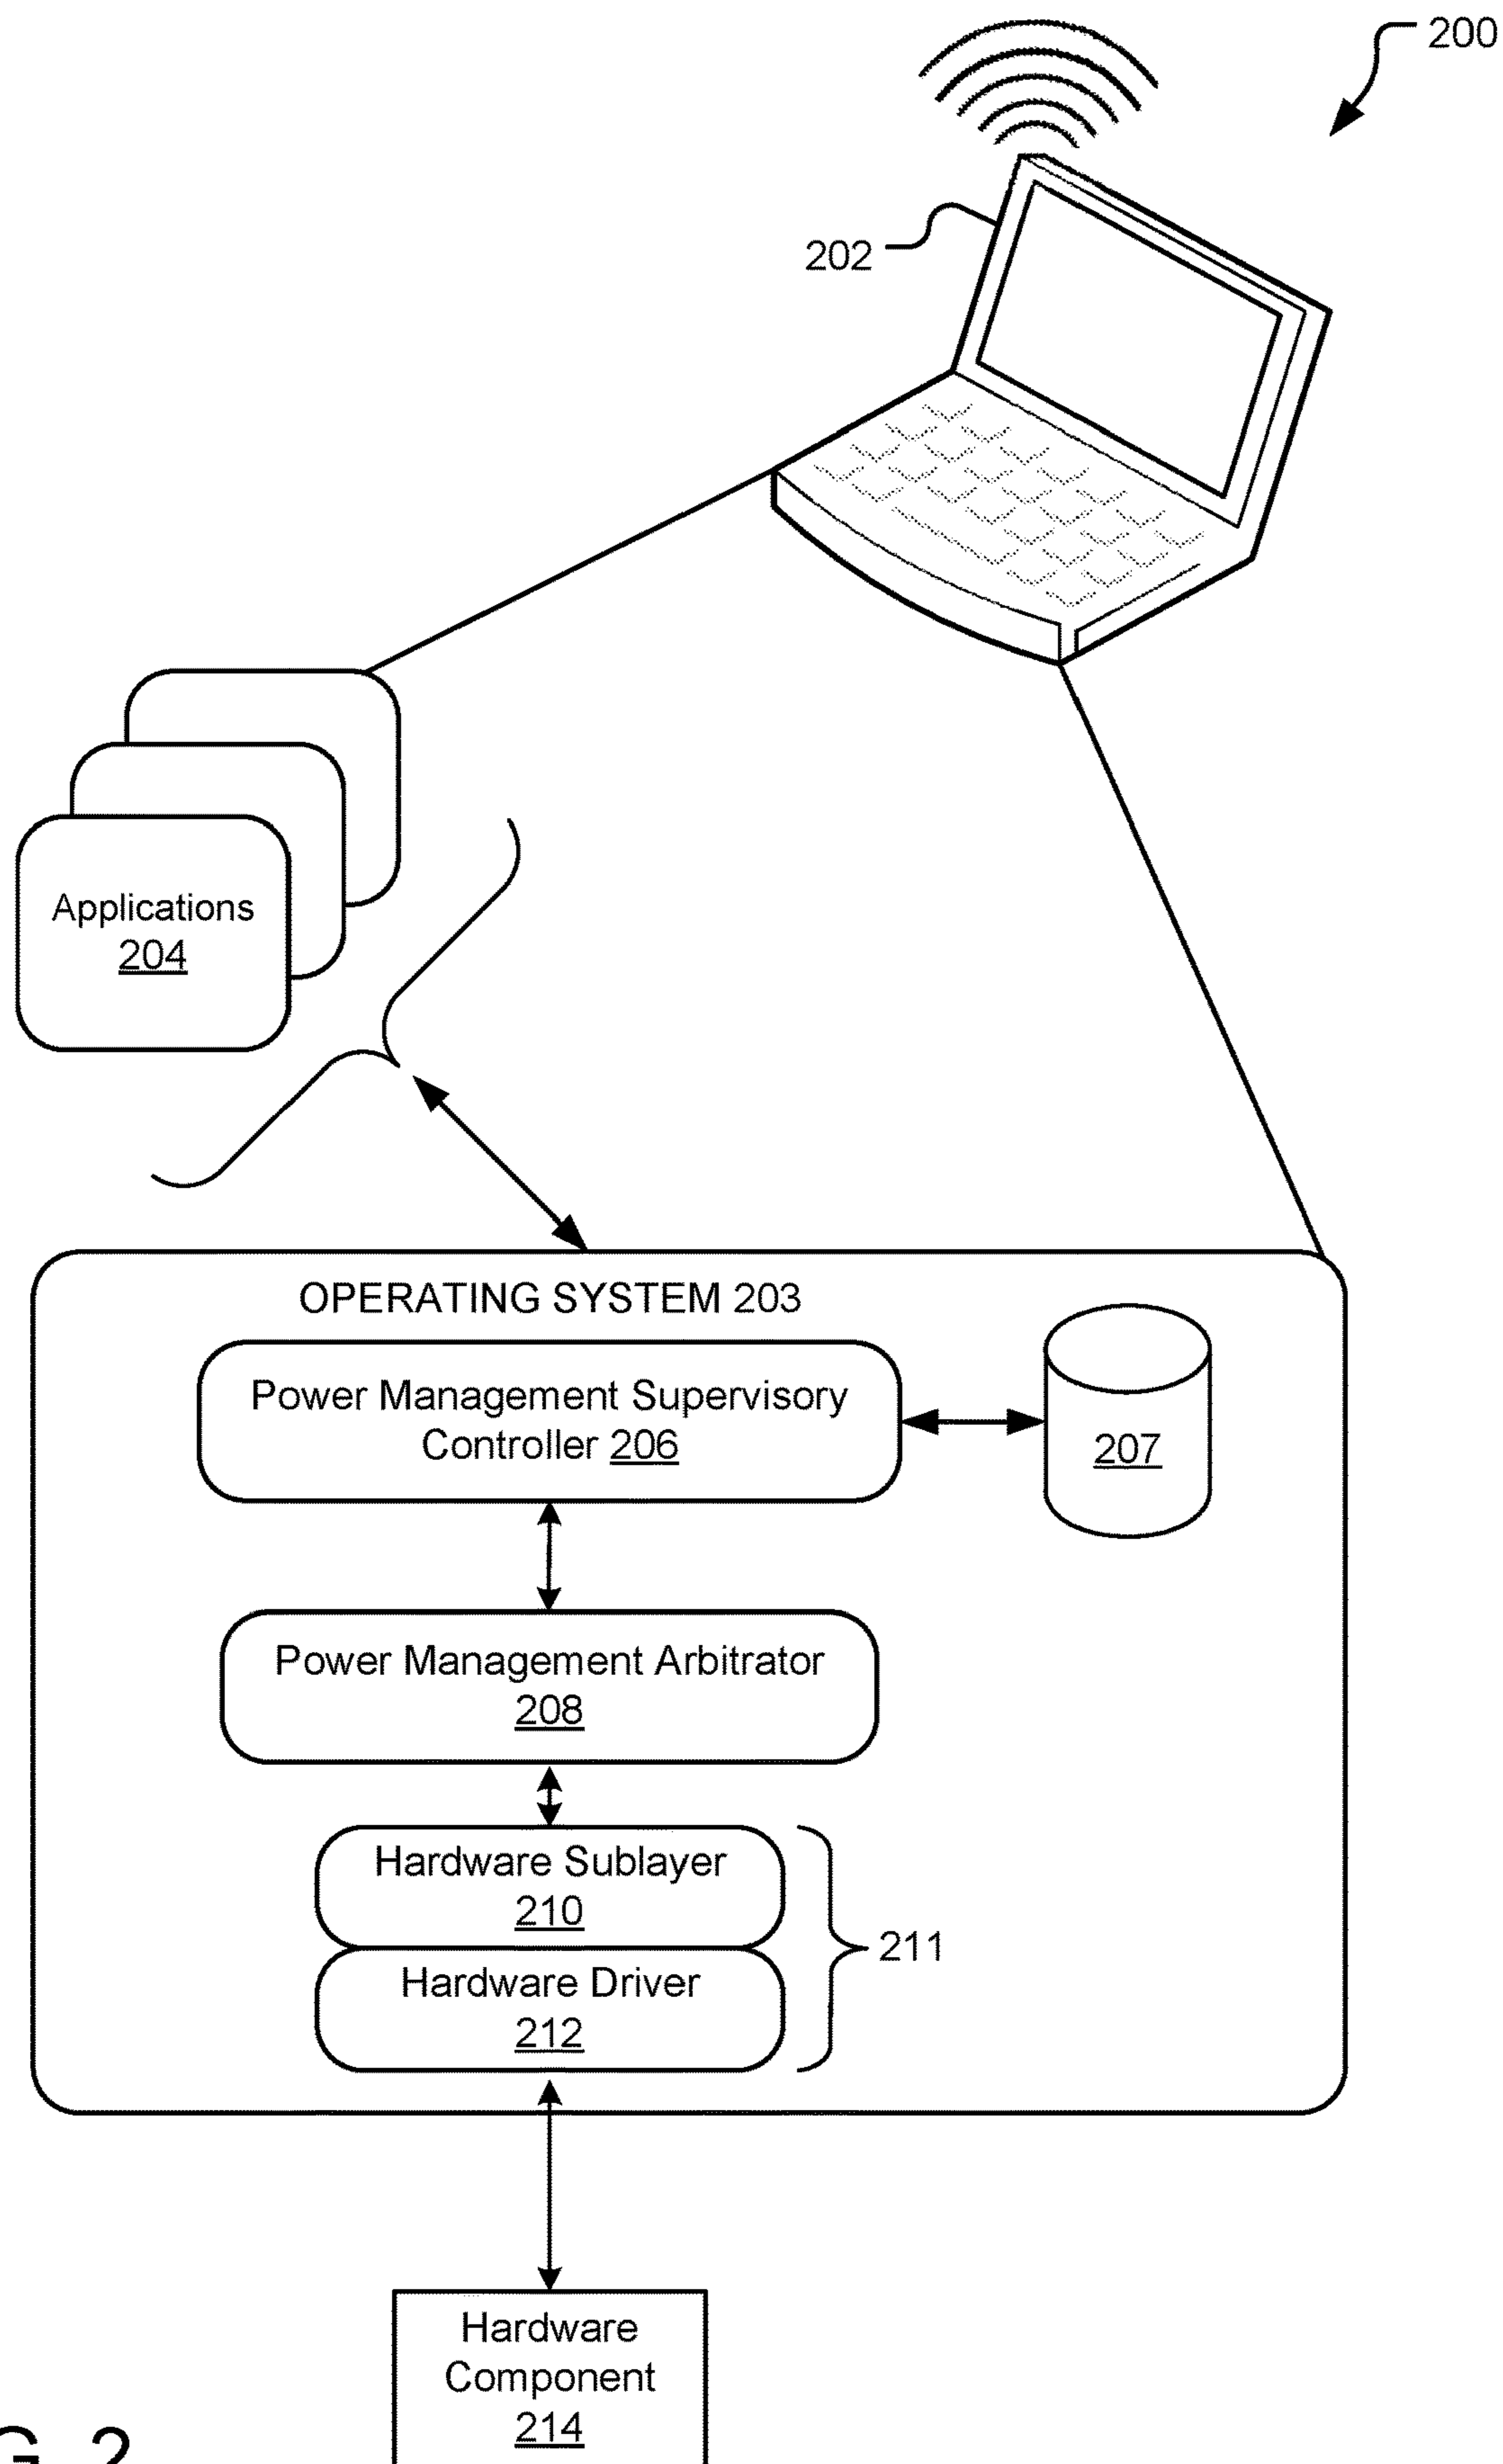 200
202
Applications
204
OPERATING SYSTEM 203
Power Management Supervisory
Controller 206
207
Power Management Arbitrator
208
Hardware Sublayer
210
211
Hardware Driver
212
Hardware
Component
214
G. 2